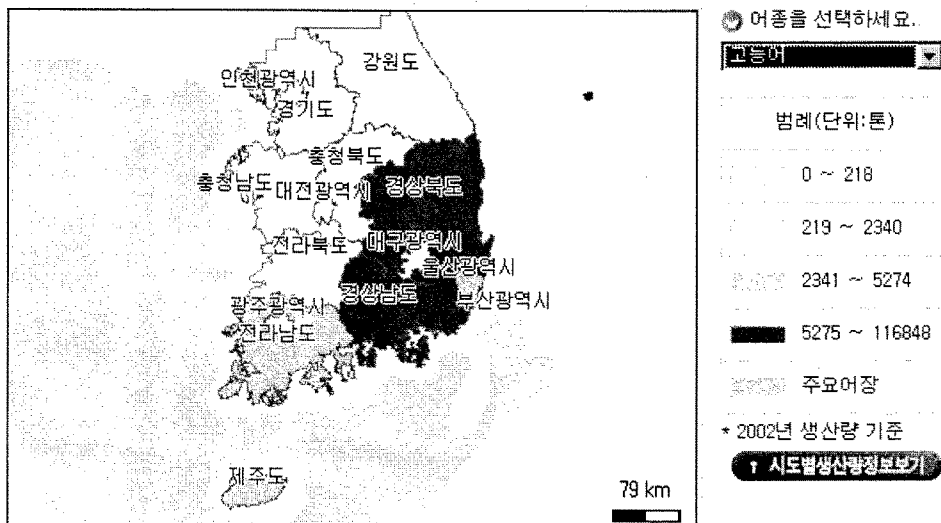 어종을 선택하세요.
고등어
강원도
인천광역시
경기도
충청북도
충청남도
대전광역시
경상북도
전라북도
대구광역시
울산광역시
경상남도
부산광역시
광주광역시
전라남도
제주도
79 km
범례(단위:톤)
0 ~ 218
219 ~ 2340
2341 ~ 5274
5275 ~ 116848
주요어장
* 2002년 생산량 기준
↑ 시도별생산량정보보기